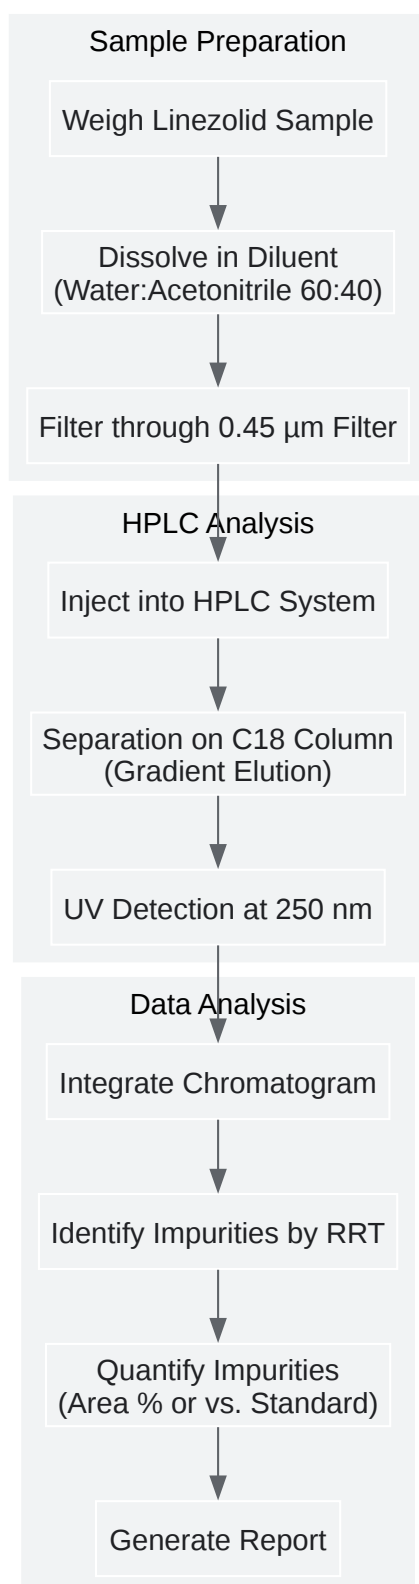 Sample Preparation
Weigh Linezolid Sample
Dissolve in Diluent
(Water:Acetonitrile 60:40)
Filter through 0.45 µm Filter
HPLC Analysis
Inject into HPLC System
Separation on C18 Column
(Gradient Elution)
UV Detection at 250 nm
Data Analysis
Integrate Chromatogram
Identify Impurities by RRT
Quantify Impurities
(Area % or vs. Standard)
Generate Report